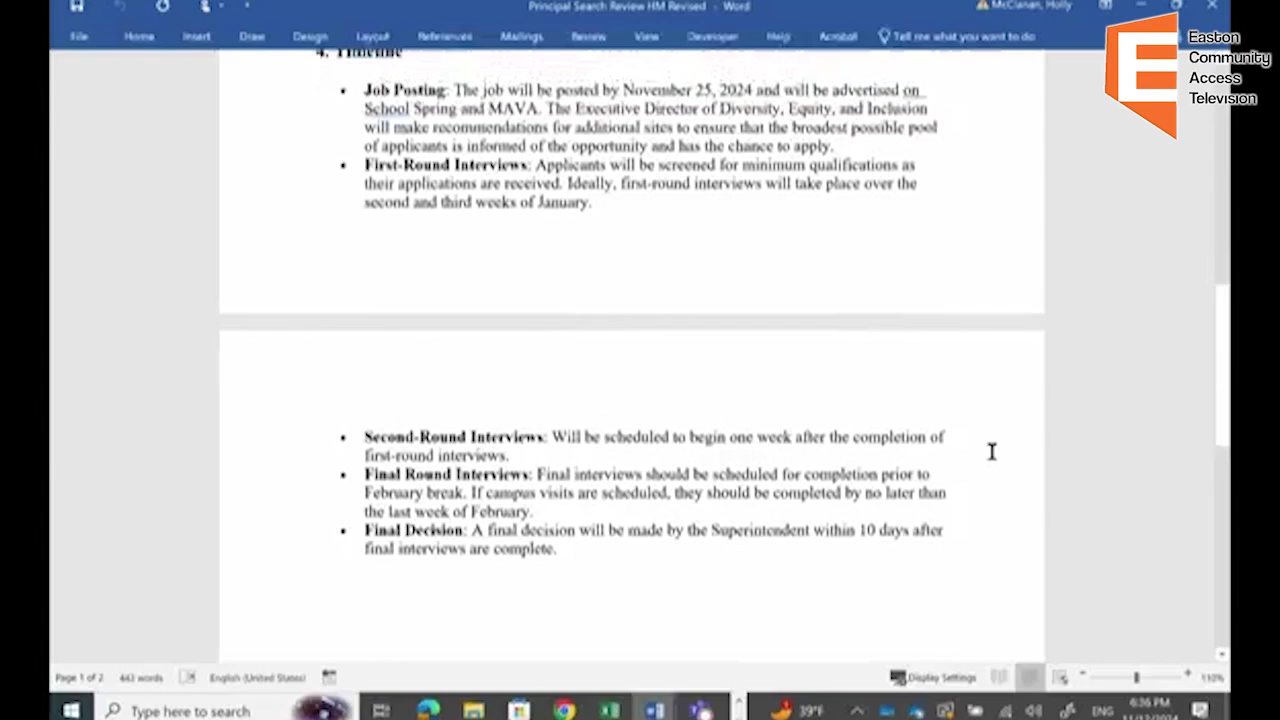 Principal Search Review HM Revised - Word
McClanan, Holly
File Home Insert Draw Design Layout References Mailings Review View Developer Help Acrobat Tell me what you want to do
Easton
Community
Access
Television
4. Timeline
• Job Posting: The job will be posted by November 25, 2024 and will be advertised on
School Spring and MAVA. The Executive Director of Diversity, Equity, and Inclusion
will make recommendations for additional sites to ensure that the broadest possible pool
of applicants is informed of the opportunity and has the chance to apply.
• First-Round Interviews: Applicants will be screened for minimum qualifications as
their applications are received. Ideally, first-round interviews will take place over the
second and third weeks of January.
• Second-Round Interviews: Will be scheduled to begin one week after the completion of
first-round interviews.
• Final Round Interviews: Final interviews should be scheduled for completion prior to
February break. If campus visits are scheduled, they should be completed by no later than
the last week of February.
• Final Decision: A final decision will be made by the Superintendent within 10 days after
final interviews are complete.
Page 1 of 2 443 words English (United States) Display Settings 110%
Type here to search 39°F ENG 6:36 PM